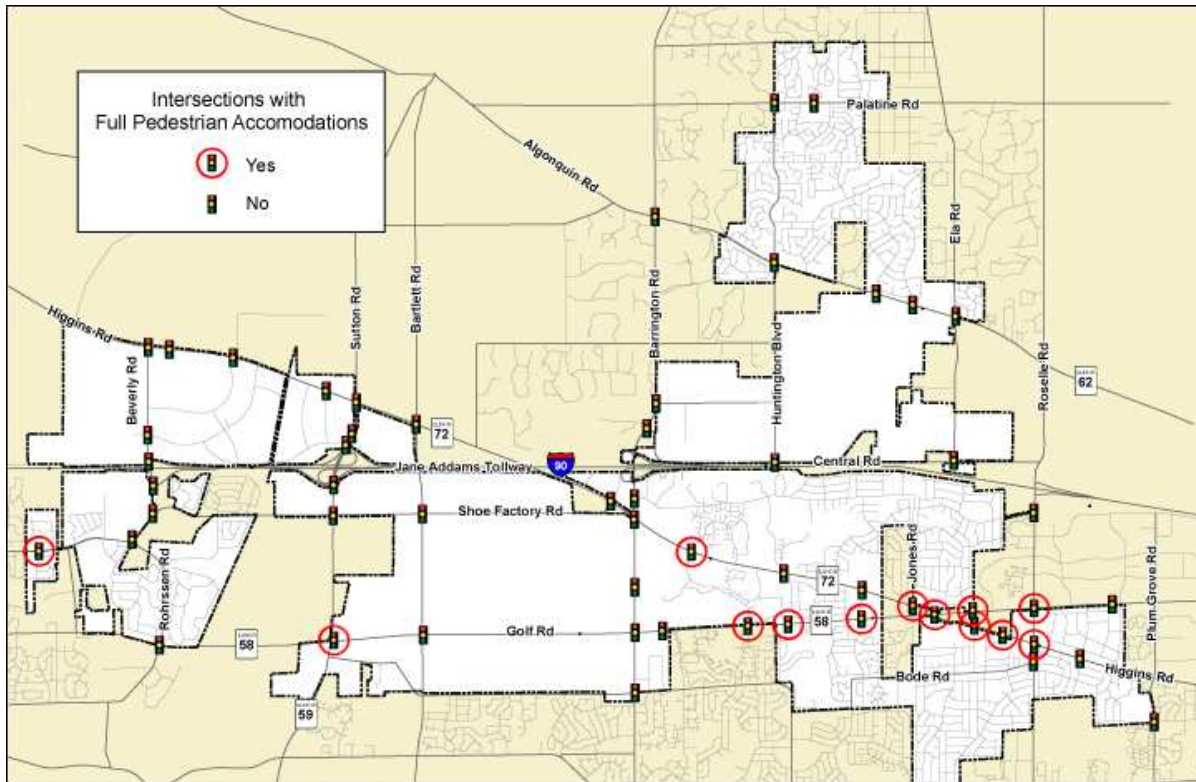 Intersections with
Full Pedestrian Accomodations
Yes
No
Palatine Rd
Algonquin Rd
Ela Rd
Barrington Rd
Bartlett Rd
Sutton Rd
Higgins Rd
Beverly Rd
Huntington Blvd
Roselle Rd
62
72
Jane Addams Tollway
90
Central Rd
Shoe Factory Rd
Jones Rd
Rohrssen Rd
72
Plum Grove Rd
58
Golf Rd
58
Bode Rd
Higgins Rd
59